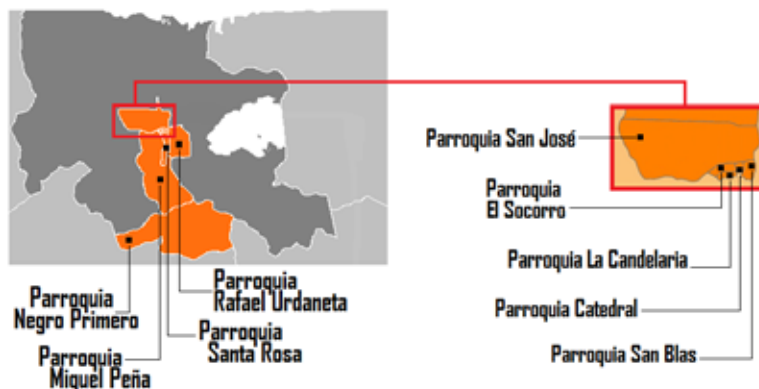 Parroquia San José
Parroquia
El Socorro
Parroquia La Candelaria
Parroquia Catedral
Parroquia San Blas
Parroquia
Rafael Urdaneta
Parroquia
Negro Primero
Parroquia
Santa Rosa
Parroquia
Miquel Peña